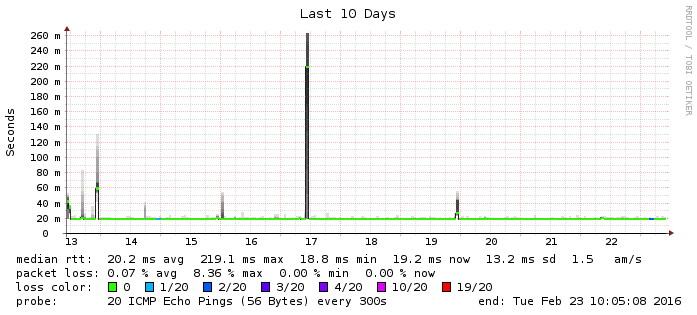 Last 10 Days
RRDTOOL / TOBI OETIKER
Seconds
260 m
240 m
220 m
200 m
180 m
160 m
140 m
120 m
100 m
80 m
60 m
40 m
20 m
0
13 14 15 16 17 18 19 20 21 22
median rtt: 20.2 ms avg 219.1 ms max 18.8 ms min 19.2 ms now 13.2 ms sd 1.5 am/s
packet loss: 0.07 % avg 8.36 % max 0.00 % min 0.00 % now
loss color: 0 1/20 2/20 3/20 4/20 10/20 19/20
probe: 20 ICMP Echo Pings (56 Bytes) every 300s end: Tue Feb 23 10:05:08 2016